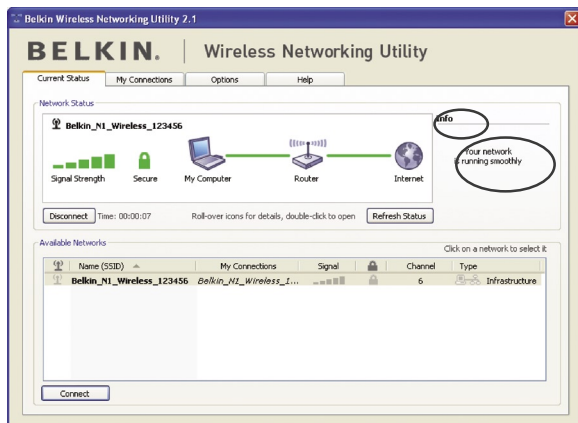 Belkin Wireless Networking Utility 2.1
BELKIN. Wireless Networking Utility
Current Status My Connections Options Help
Network Status
Belkin_N1_Wireless_123456
Info
Your network
is running smoothly
Signal Strength Secure My Computer Router Internet
Disconnect Time: 00:00:07 Roll-over icons for details, double-click to open Refresh Status
Available Networks
Click on a network to select it
Name (SSID) My Connections Signal Channel Type
Belkin_N1_Wireless_123456 Belkin_N1_Wireless_1... 6 Infrastructure
Connect